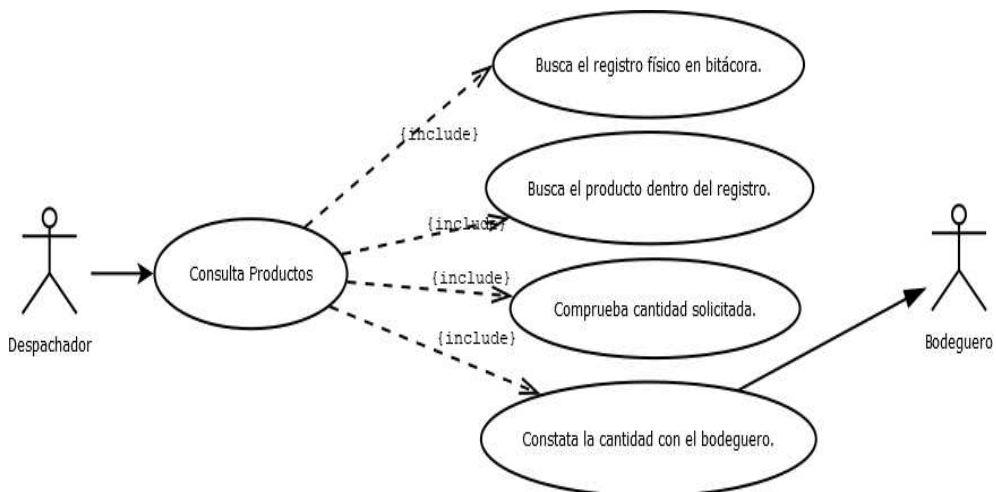 Busca el registro físico en bitácora.
{include}
Busca el producto dentro del registro.
{include}
Consulta Productos
{include}
Comprueba cantidad solicitada.
{include}
Despachador
Bodeguero
Constata la cantidad con el bodeguero.